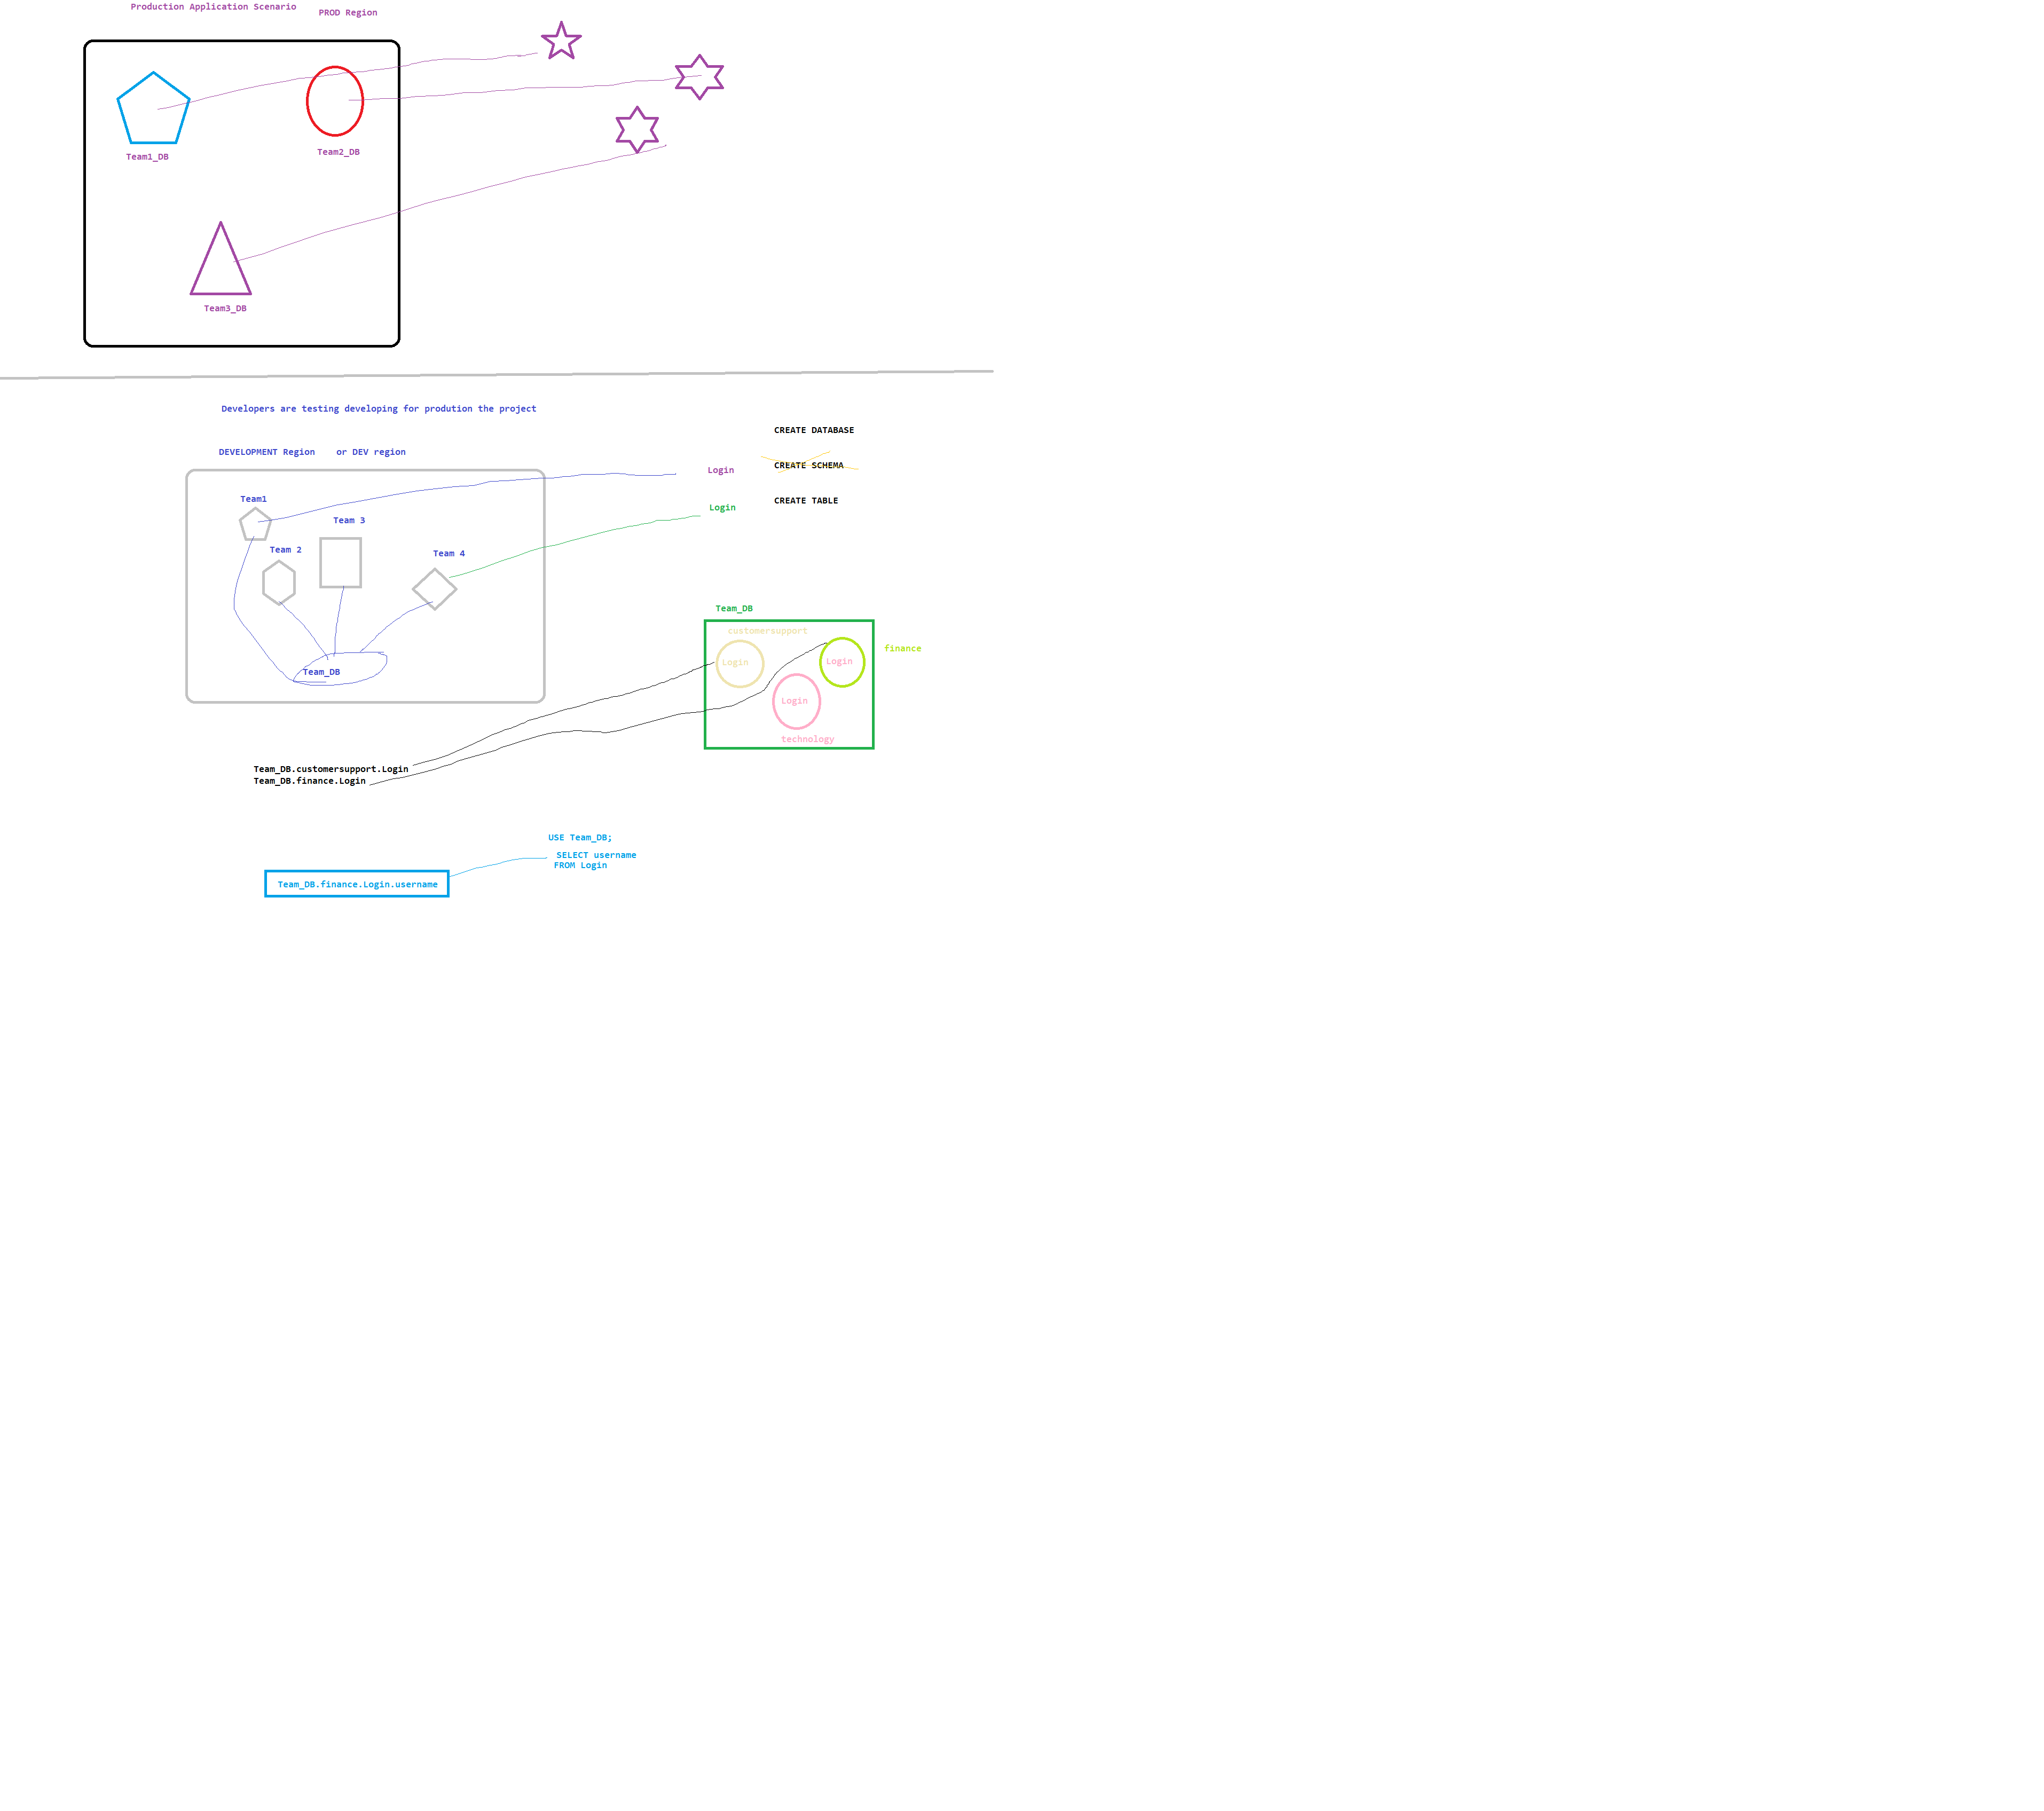 Production Application Scenario
PROD Region
Team1_DB
Team2_DB
Team3_DB
Developers are testing developing for prodution the project
CREATE DATABASE
DEVELOPMENT Region    or DEV region
CREATE SCHEMA
Login
Team1
CREATE TABLE
Login
Team 3
Team 2
Team 4
Team_DB
customersupport
finance
Login
Login
Team_DB
Login
technology
Team_DB.customersupport.Login
Team_DB.finance.Login
USE Team_DB;
SELECT username
FROM Login
Team_DB.finance.Login.username